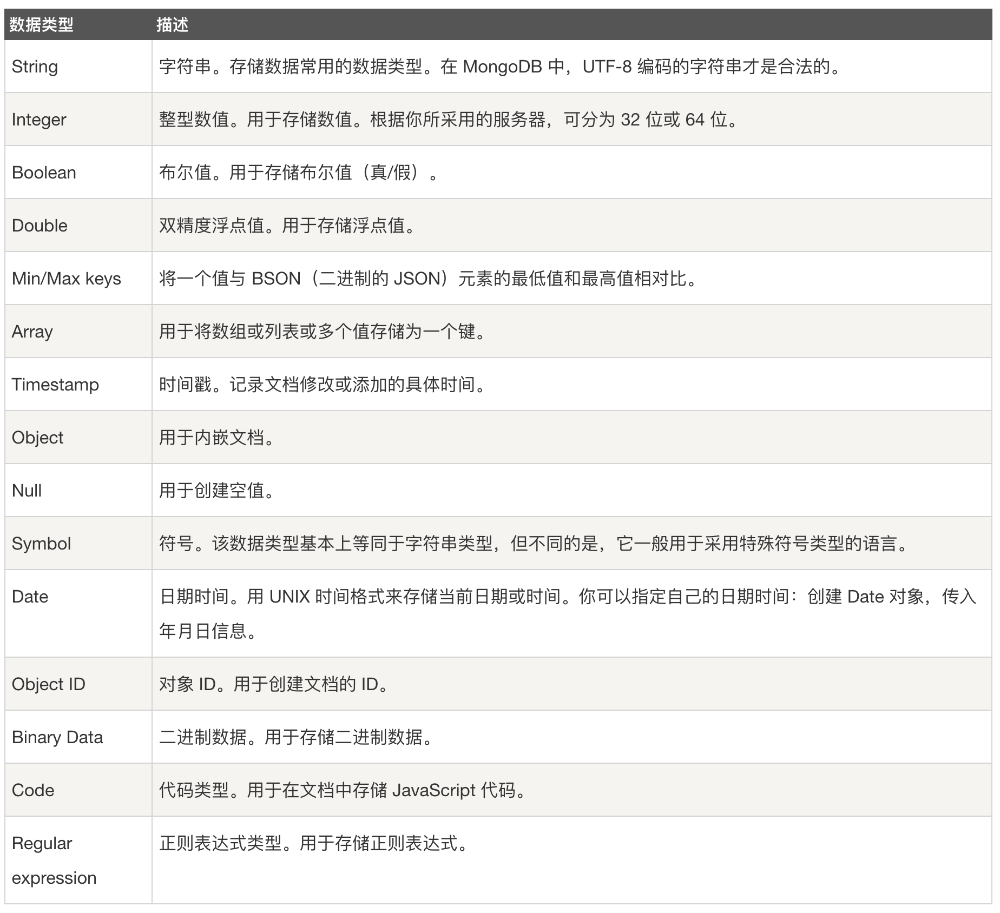 数据类型 描述
String 字符串。存储数据常用的数据类型。在 MongoDB 中，UTF-8 编码的字符串才是合法的。
Integer 整型数值。用于存储数值。根据你所采用的服务器，可分为 32 位或 64 位。
Boolean 布尔值。用于存储布尔值（真/假）。
Double 双精度浮点值。用于存储浮点值。
Min/Max keys 将一个值与 BSON（二进制的 JSON）元素的最低值和最高值相对比。
Array 用于将数组或列表或多个值存储为一个键。
Timestamp 时间戳。记录文档修改或添加的具体时间。
Object 用于内嵌文档。
Null 用于创建空值。
Symbol 符号。该数据类型基本上等同于字符串类型，但不同的是，它一般用于采用特殊符号类型的语言。
Date 日期时间。用 UNIX 时间格式来存储当前日期或时间。你可以指定自己的日期时间：创建 Date 对象，传入
年月日信息。
Object ID 对象 ID。用于创建文档的 ID。
Binary Data 二进制数据。用于存储二进制数据。
Code 代码类型。用于在文档中存储 JavaScript 代码。
Regular 正则表达式类型。用于存储正则表达式。
expression